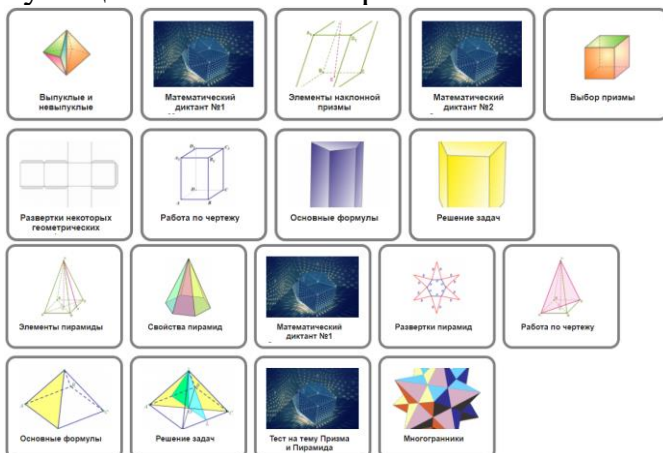 Выпуклые и
невыпуклые
Математический
диктант №1
Элементы наклонной
призмы
Математический
диктант №2
Выбор призмы
Развертки некоторых
геометрических
Работа по чертежу
Основные формулы
Решение задач
Элементы пирамиды
Свойства пирамид
Математический
диктант №1
Развертки пирамид
Работа по чертежу
Основные формулы
Решение задач
Тест на тему Призма
и Пирамида
Многогранники